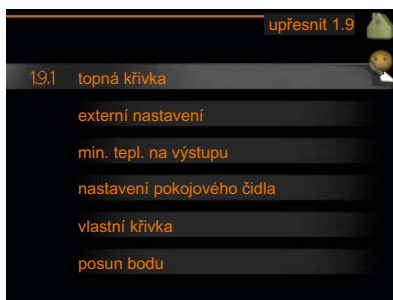 upřesnit 1.9
1.9.1 topná křivka
externí nastavení
min. tepl. na výstupu
nastavení pokojového čidla
vlastní křivka
posun bodu